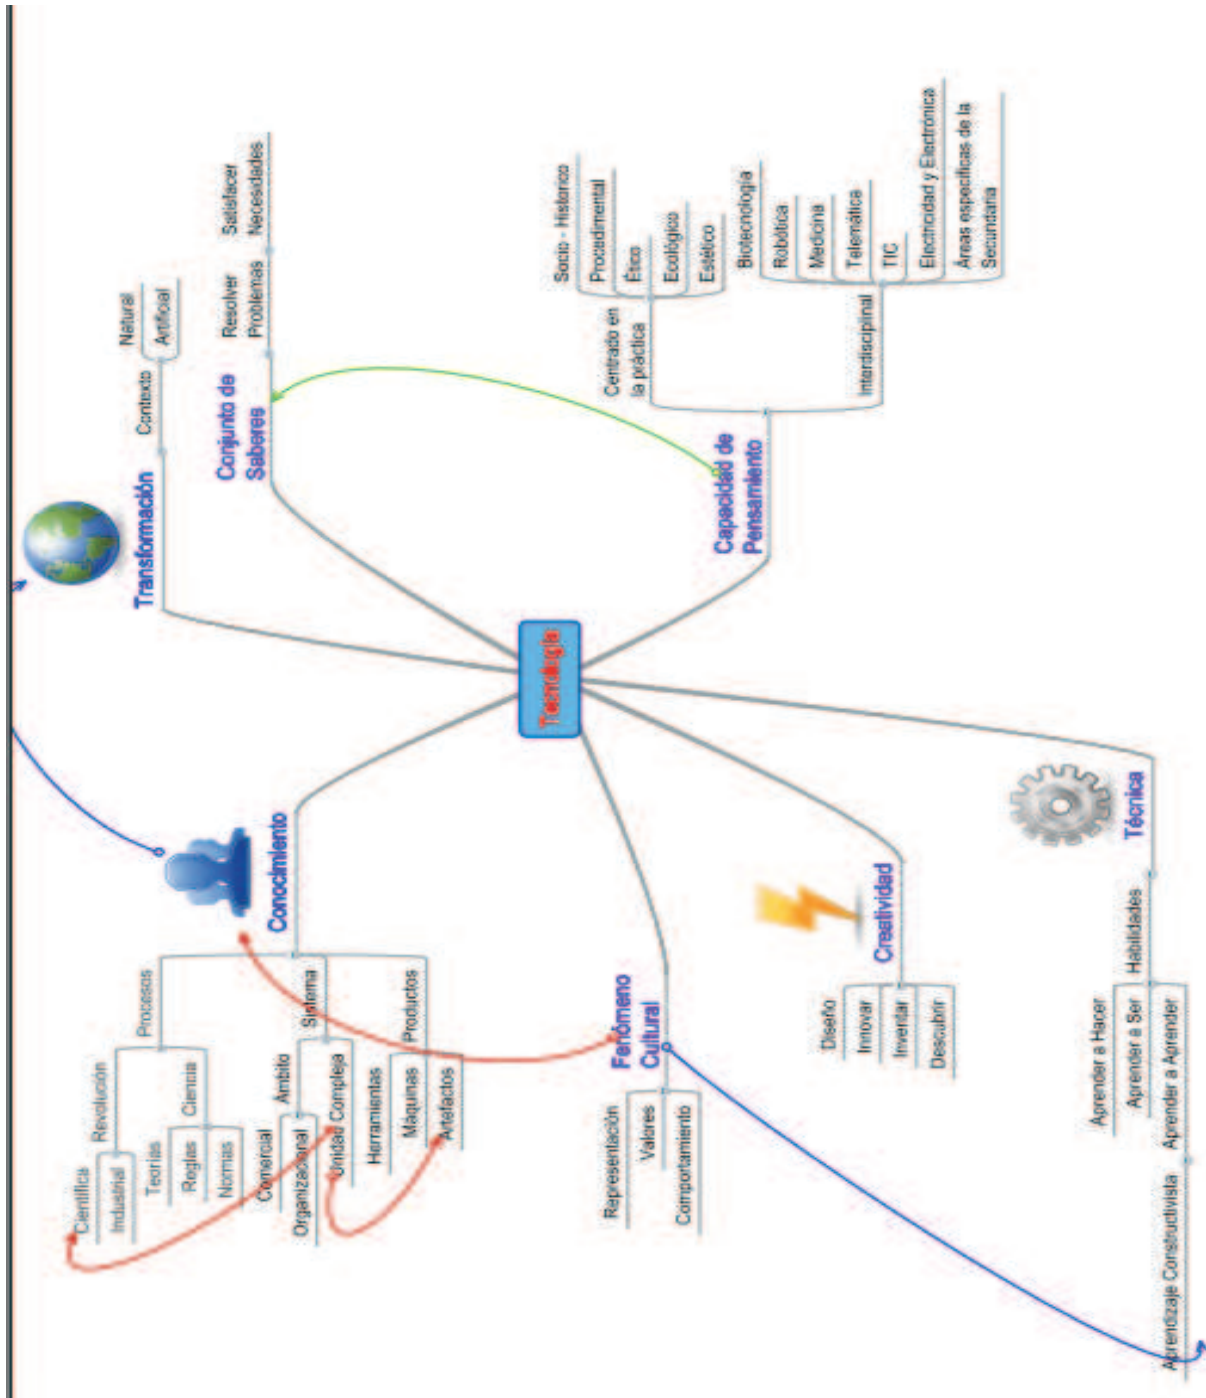 Tecnología
Transformación
Contexto
Natural
Artificial
Conjunto de
Saberes
Resolver
Problemas
Satisfacer
Necesidades
Capacidad de
Pensamiento
Centrado en
la práctica
Socio - Historico
Procedimental
Ético
Ecológico
Estético
Interdisciplinal
Biotecnología
Robótica
Medicina
Telemática
TIC
Electricidad y Electrónica
Áreas específicas de la
Secundaria
Conocimiento
Procesos
Revolución
Científica
Industrial
Ciencia
Teorías
Reglas
Normas
Sistema
Ámbito
Comercial
Organizacional
Unidad Compleja
Productos
Herramientas
Máquinas
Artefactos
Fenómeno
Cultural
Representación
Valores
Comportamiento
Creatividad
Diseño
Innovar
Inventar
Descubrir
Técnica
Habilidades
Aprender a Hacer
Aprender a Ser
Aprender a Aprender
Aprendizaje Constructivista